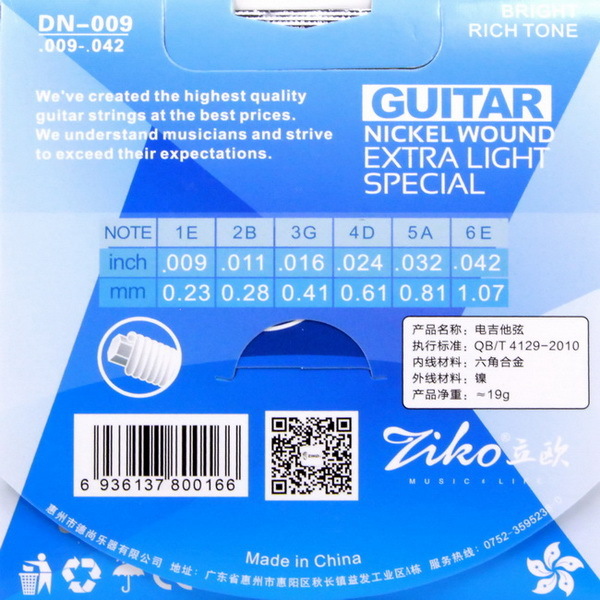 DN-009
.009-.042
BRIGHT
RICH TONE
We've created the highest quality
guitar strings at the best prices.
We understand musicians and strive
to exceed their expectations.
GUITAR
NICKEL WOUND
EXTRA LIGHT
SPECIAL
NOTE 1E 2B 3G 4D 5A 6E
inch .009 .011 .016 .024 .032 .042
mm 0.23 0.28 0.41 0.61 0.81 1.07
产品名称： 电吉他弦
执行标准： QB/T 4129-2010
内线材料： 六角合金
外线材料： 镍
产品净重： ≈19g
6 936137 800166
Ziko®立欧
MUSIC LIFE
Made in China
惠州市德尚乐器有限公司 地址：广东省惠州市惠阳区秋长镇益发工业区A栋 服务热线：